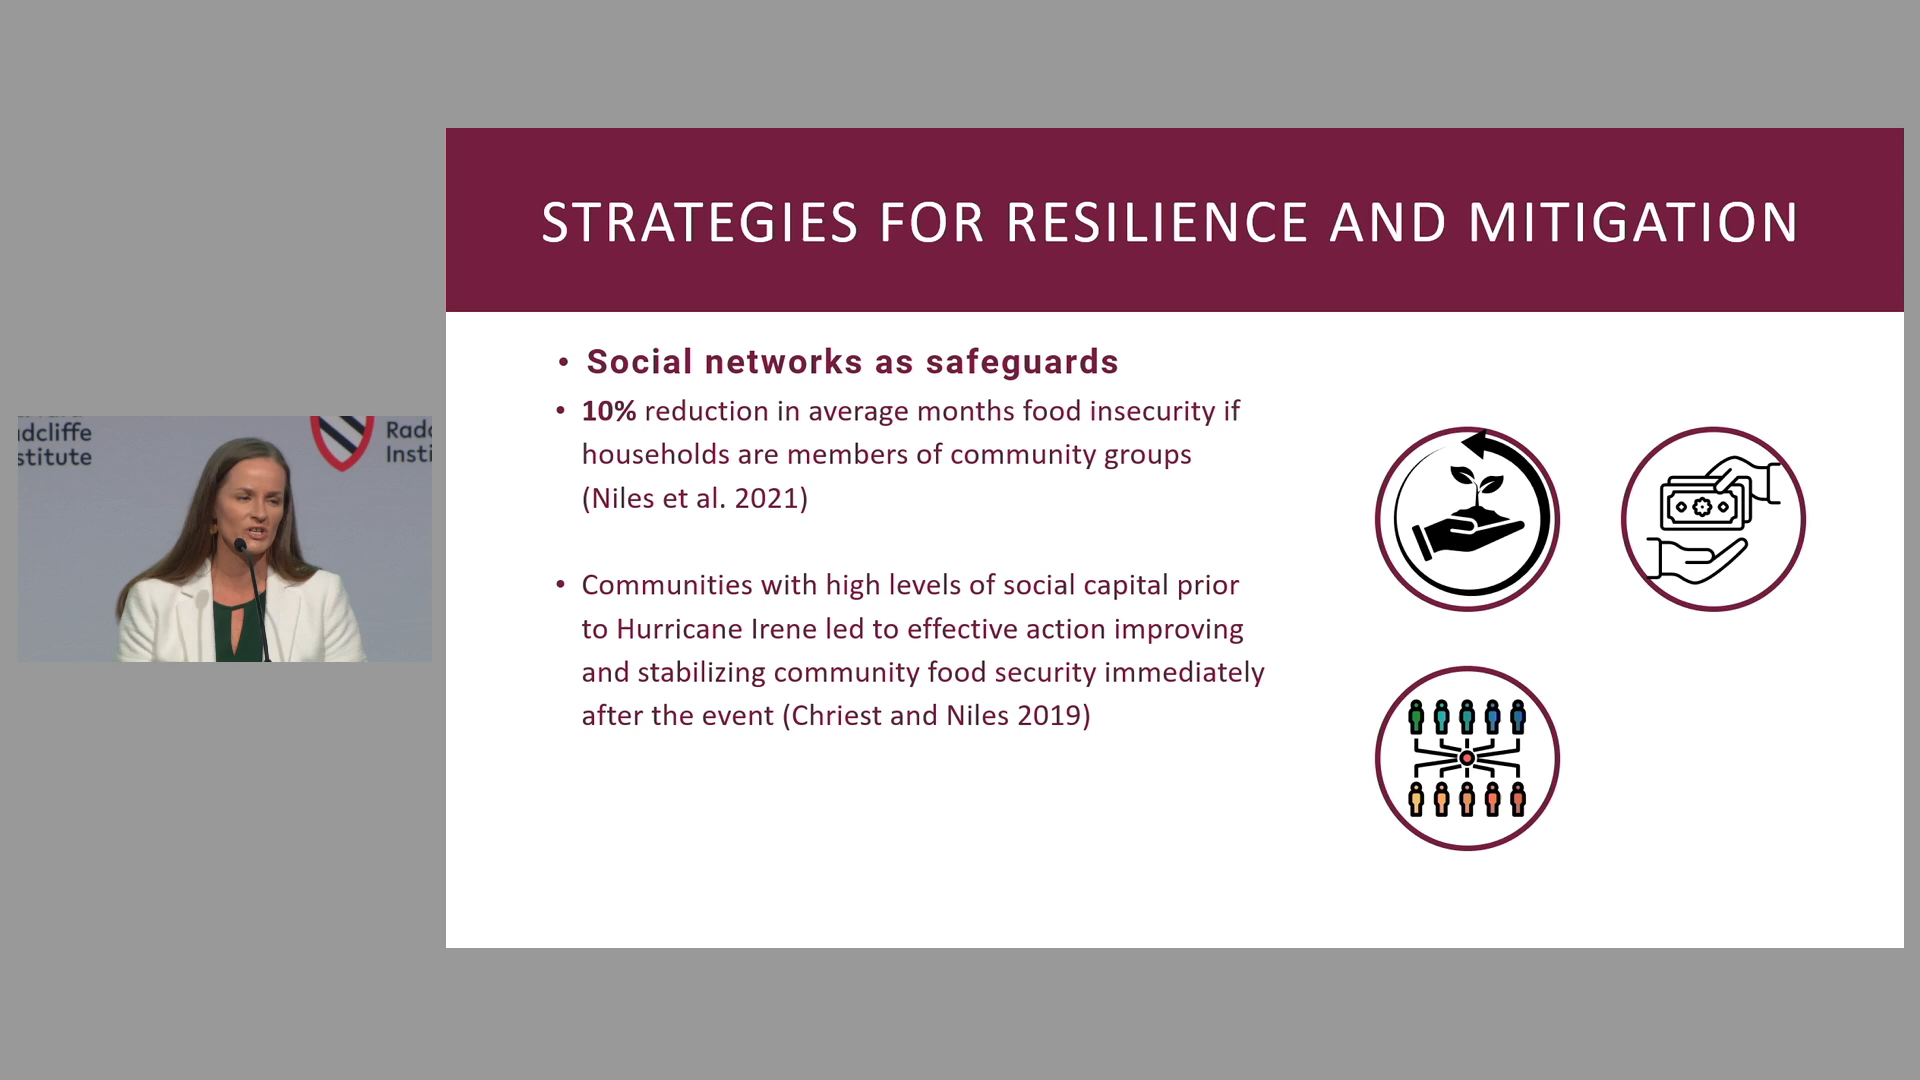 STRATEGIES FOR RESILIENCE AND MITIGATION
• Social networks as safeguards
• 10% reduction in average months food insecurity if
households are members of community groups
(Niles et al. 2021)
• Communities with high levels of social capital prior
to Hurricane Irene led to effective action improving
and stabilizing community food security immediately
after the event (Chriest and Niles 2019)
adcliffe
stitute
Radc
Insti